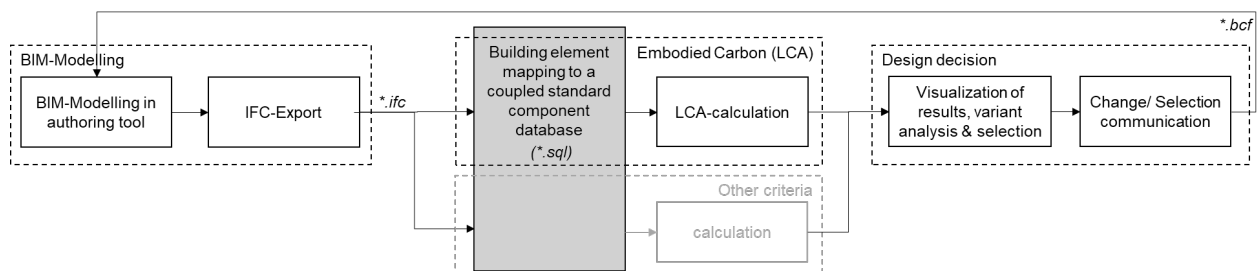 *.bcf
BIM-Modelling
BIM-Modelling in
authoring tool
IFC-Export
*.ifc
Building element
mapping to a
coupled standard
component
database
(*.sql)
Embodied Carbon (LCA)
LCA-calculation
Other criteria
calculation
Design decision
Visualization of
results, variant
analysis & selection
Change/ Selection
communication